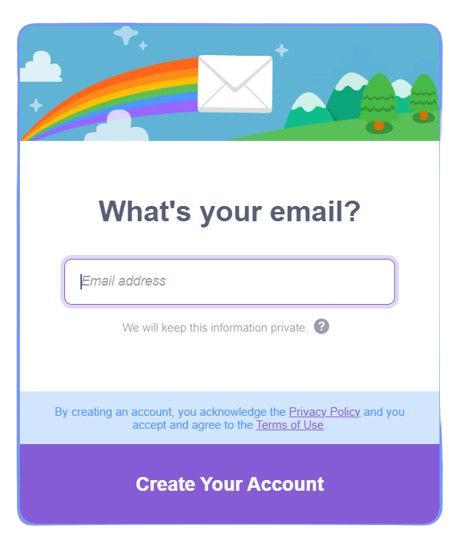 What's your email?
Email address
We will keep this information private. ?
By creating an account, you acknowledge the Privacy Policy and you
accept and agree to the Terms of Use.
Create Your Account